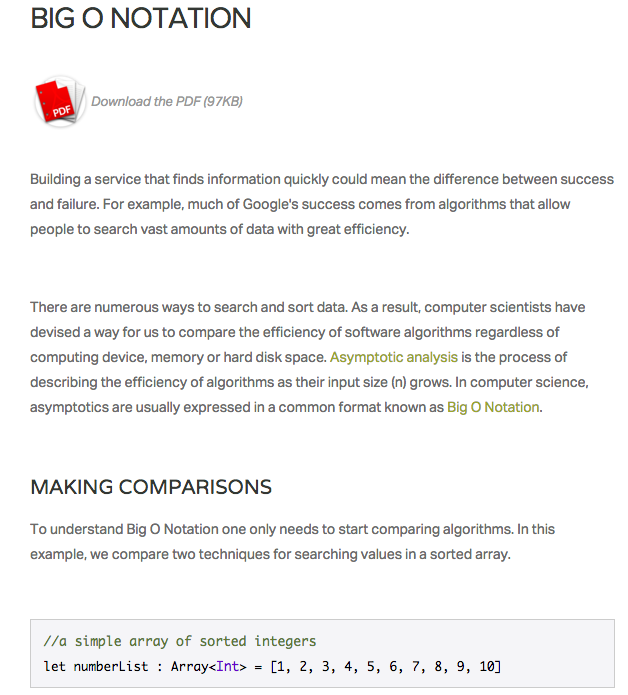 BIG O NOTATION
PDF
Download the PDF (97KB)
Building a service that finds information quickly could mean the difference between success
and failure. For example, much of Google's success comes from algorithms that allow
people to search vast amounts of data with great efficiency.
There are numerous ways to search and sort data. As a result, computer scientists have
devised a way for us to compare the efficiency of software algorithms regardless of
computing device, memory or hard disk space. Asymptotic analysis is the process of
describing the efficiency of algorithms as their input size (n) grows. In computer science,
asymptotics are usually expressed in a common format known as Big O Notation.
MAKING COMPARISONS
To understand Big O Notation one only needs to start comparing algorithms. In this
example, we compare two techniques for searching values in a sorted array.
//a simple array of sorted integers
let numberList : Array<Int> = [1, 2, 3, 4, 5, 6, 7, 8, 9, 10]